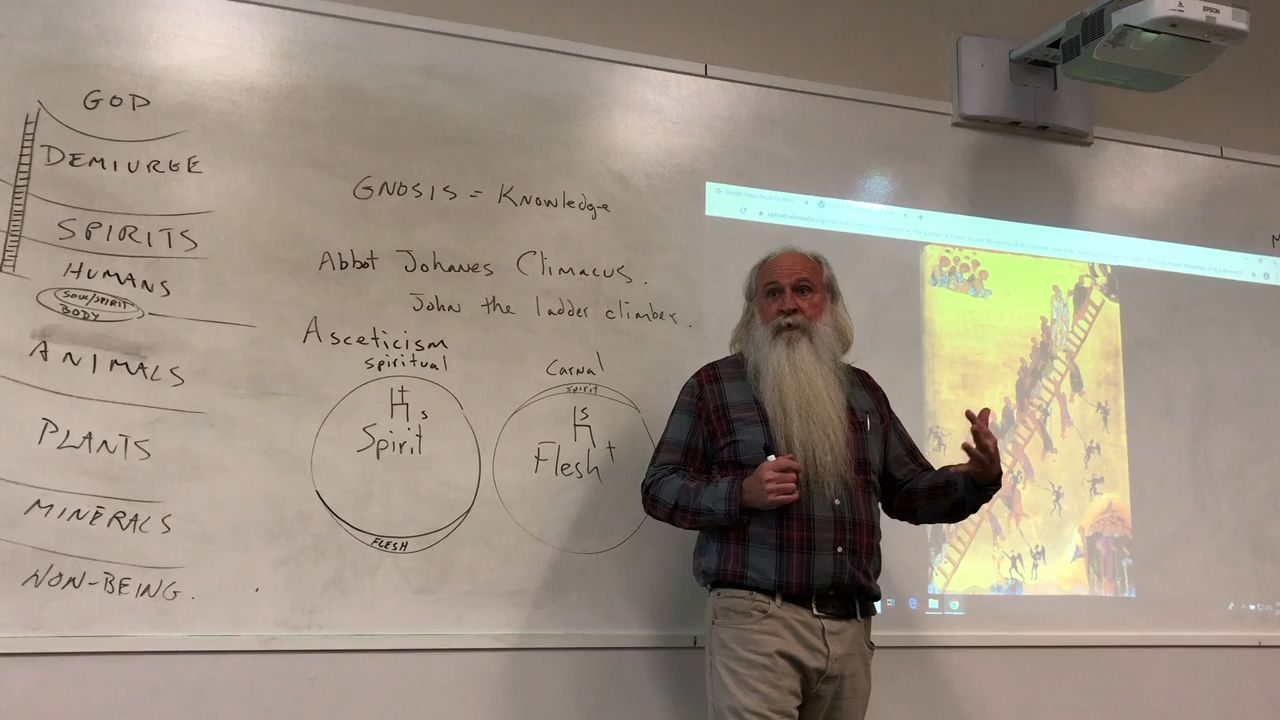 GOD
DEMIURGE
SPIRITS
HUMANS
SOUL/SPIRIT
BODY
ANIMALS
PLANTS
MINERALS
NON-BEING.
GNOSIS = Knowledge
Abbot Johanes Climacus.
John the ladder climber.
Asceticism
spiritual
s
Spirit
FLESH
Carnal
spirit
s
Flesh
EPSON